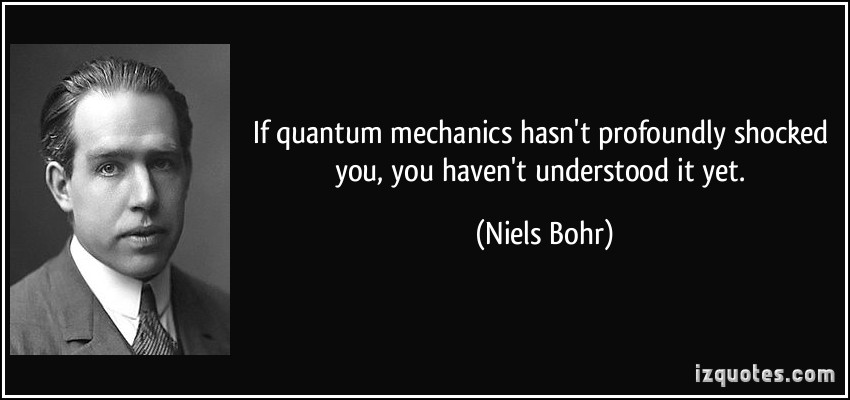 If quantum mechanics hasn't profoundly shocked
you, you haven't understood it yet.
(Niels Bohr)
izquotes.com